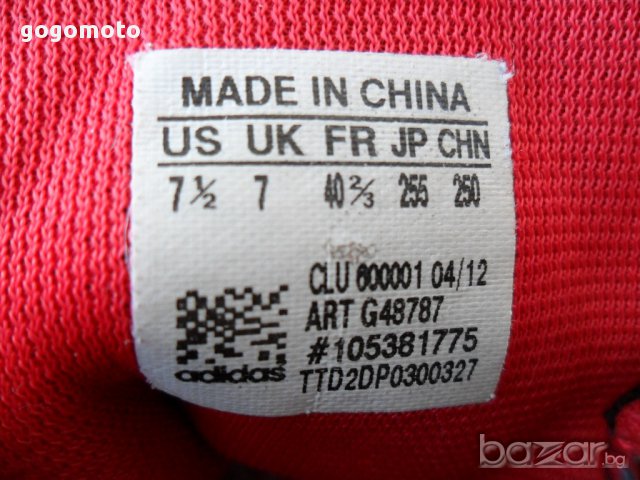 gogomoto
MADE IN CHINA
US UK FR JP CHN
7½ 7 40⅔ 255 250
CLU 600001 04/12
ART G48787
#105381775
adidas TTD2DP0300327
bazar.bg